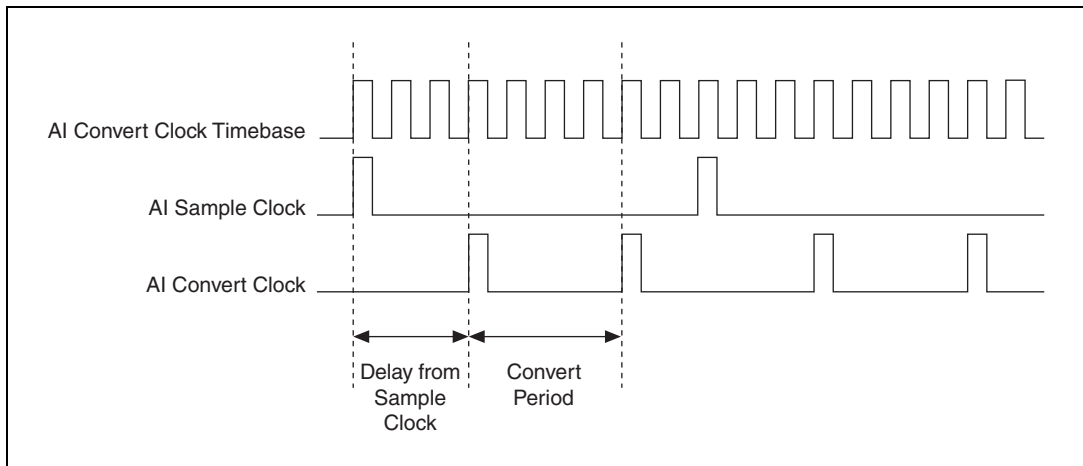 AI Convert Clock Timebase
AI Sample Clock
AI Convert Clock
Delay from
Sample
Clock
Convert
Period